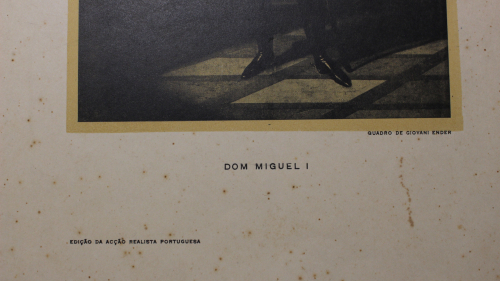 QUADRO DE GIOVANI ENDER
DOM MIGUEL I
EDIÇÃO DA ACÇÃO REALISTA PORTUGUESA